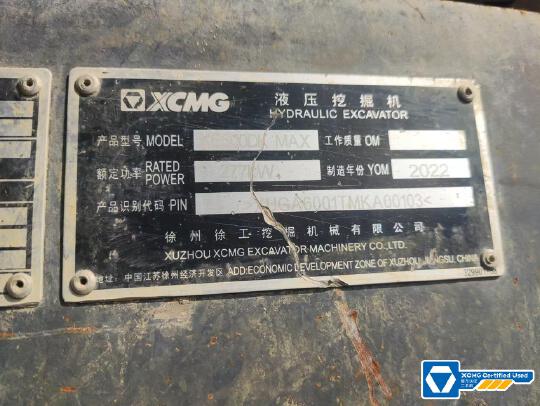 XCMG 液压挖掘机
HYDRAULIC EXCAVATOR
产品型号 MODEL MAX 工作质量 OM
额定功率 RATED POWER 制造年份 YOM 2022
产品识别代码 PIN
徐州徐工挖掘机械有限公司
XUZHOU XCMG EXCAVATOR MACHINERY CO., LTD.
地址: 中国江苏徐州经济开发区 ADD:ECONOMIC DEVELOPMENT ZONE OF XUZHOU, JIANGSU, CHINA
XCMG Certified Used